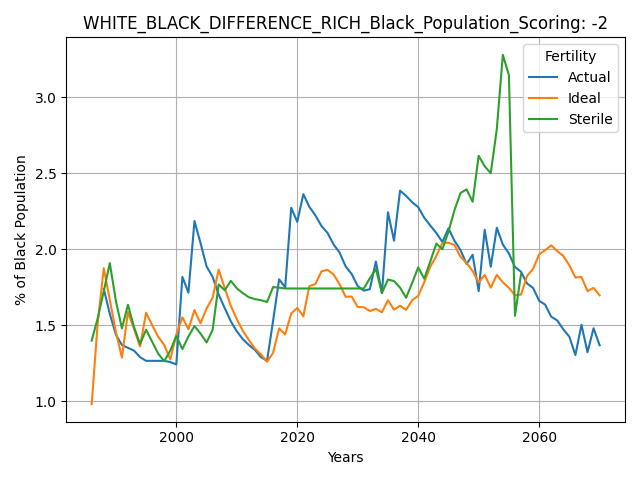 WHITE_BLACK_DIFFERENCE_RICH_Black_Population_Scoring: -2
Fertility
Actual
Ideal
Sterile
% of Black Population
3.0
2.5
2.0
1.5
1.0
2000
2020
2040
2060
Years